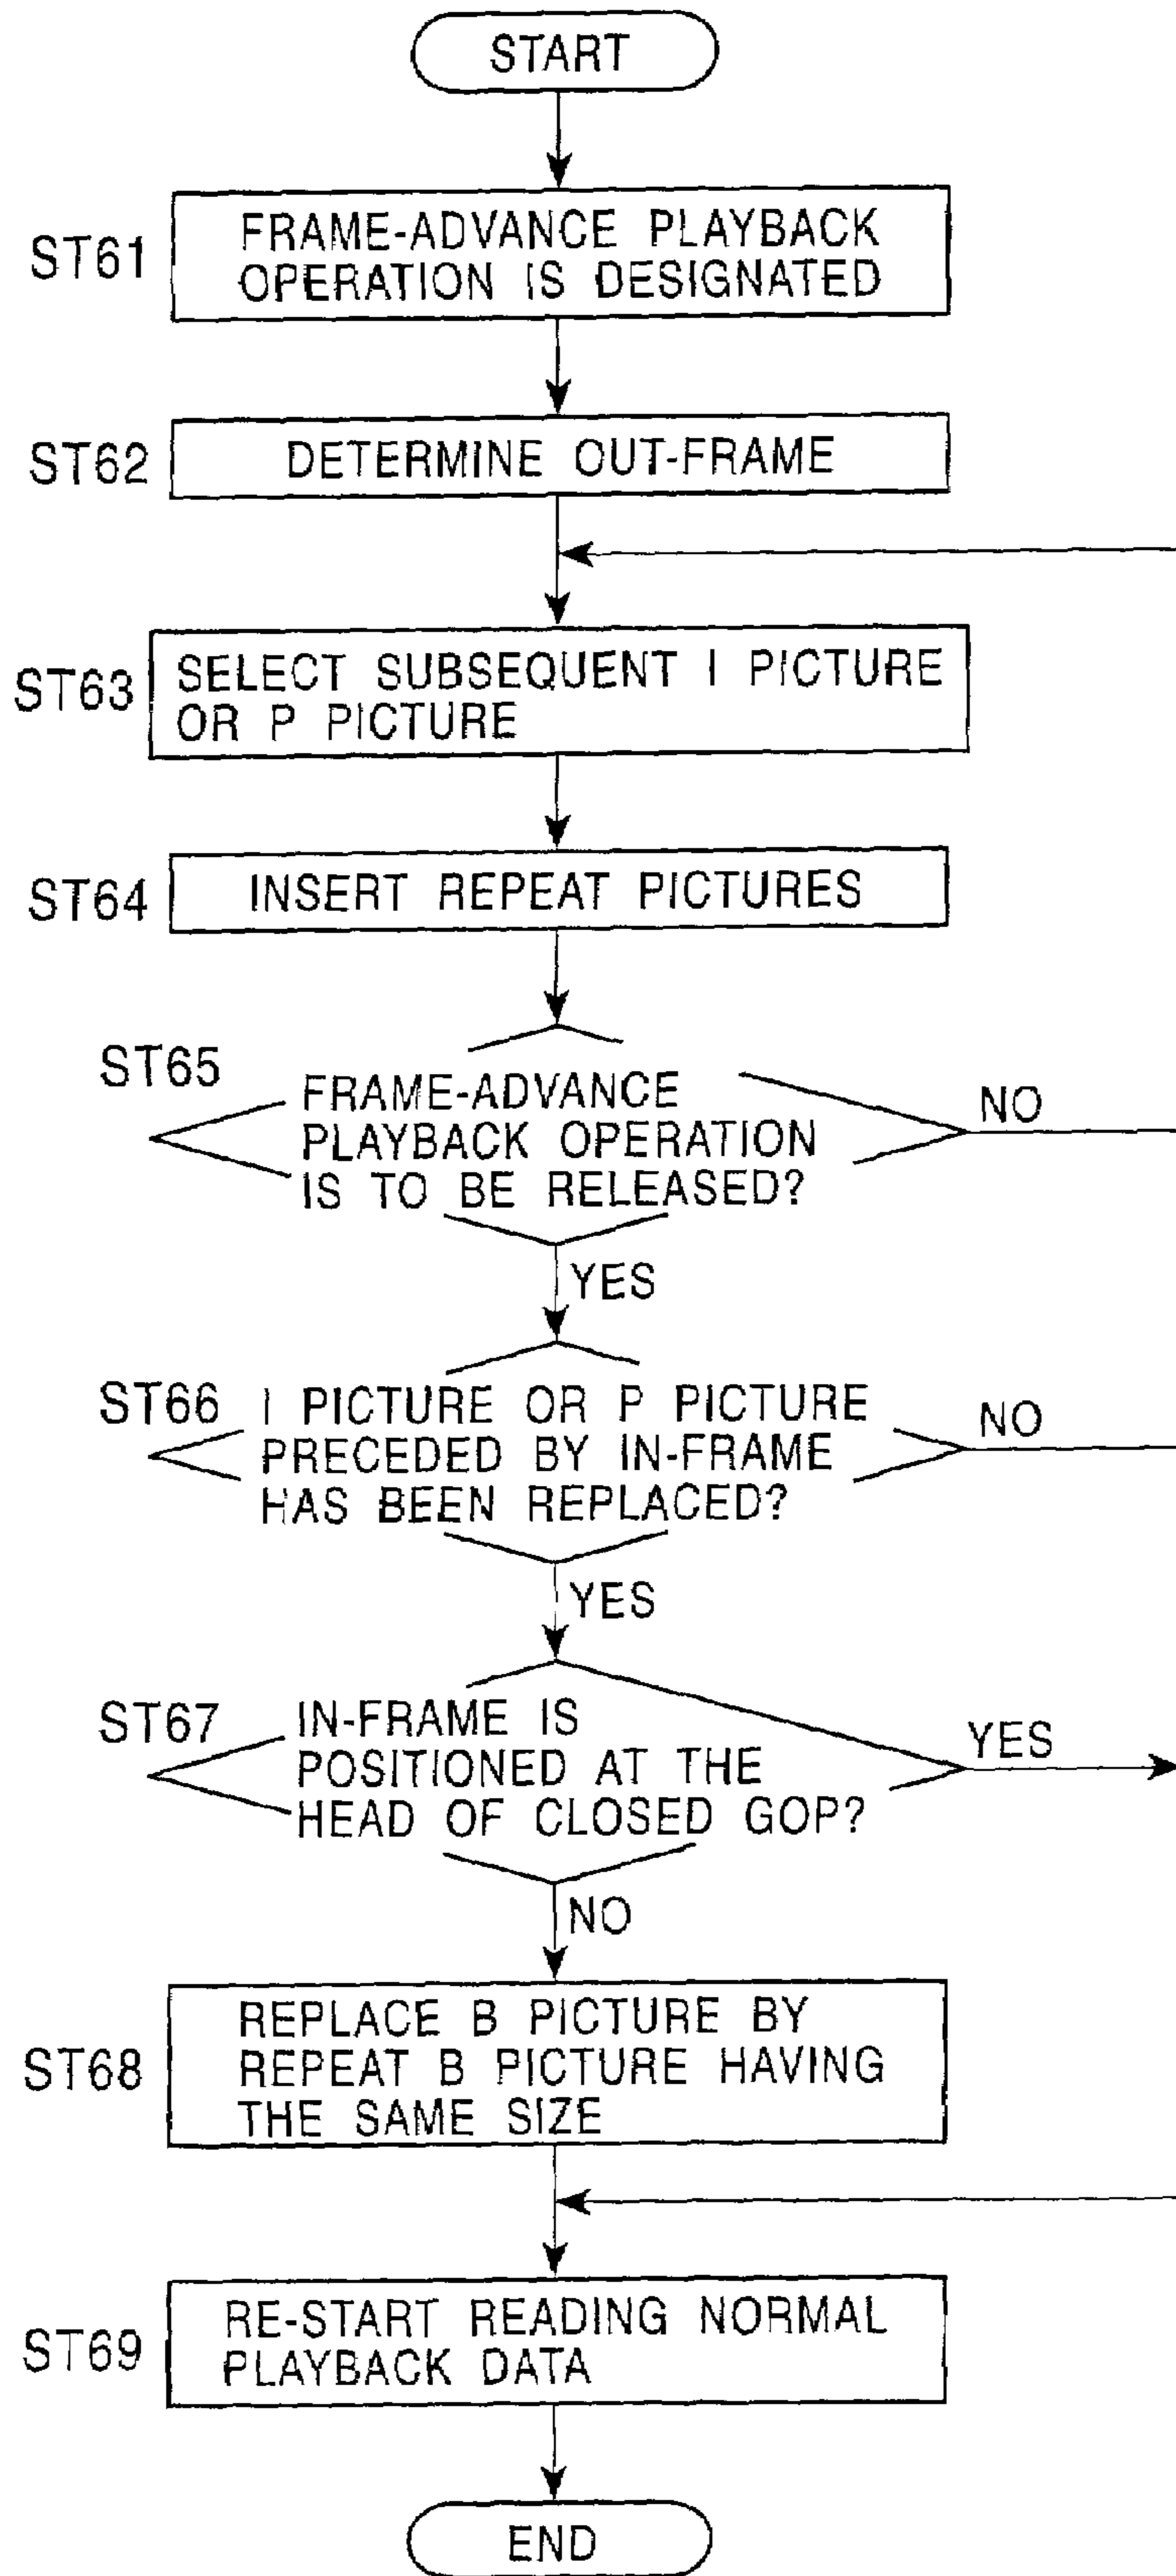 START
ST61
FRAME-ADVANCE PLAYBACK
OPERATION IS DESIGNATED
ST62
DETERMINE OUT-FRAME
ST63
SELECT SUBSEQUENT I PICTURE
OR P PICTURE
ST64
INSERT REPEAT PICTURES
ST65
FRAME-ADVANCE
PLAYBACK OPERATION
IS TO BE RELEASED?
NO
YES
ST66
I PICTURE OR P PICTURE
PRECEDED BY IN-FRAME
HAS BEEN REPLACED?
NO
YES
ST67
IN-FRAME IS
POSITIONED AT THE
HEAD OF CLOSED GOP?
YES
NO
ST68
REPLACE B PICTURE BY
REPEAT B PICTURE HAVING
THE SAME SIZE
ST69
RE-START READING NORMAL
PLAYBACK DATA
END